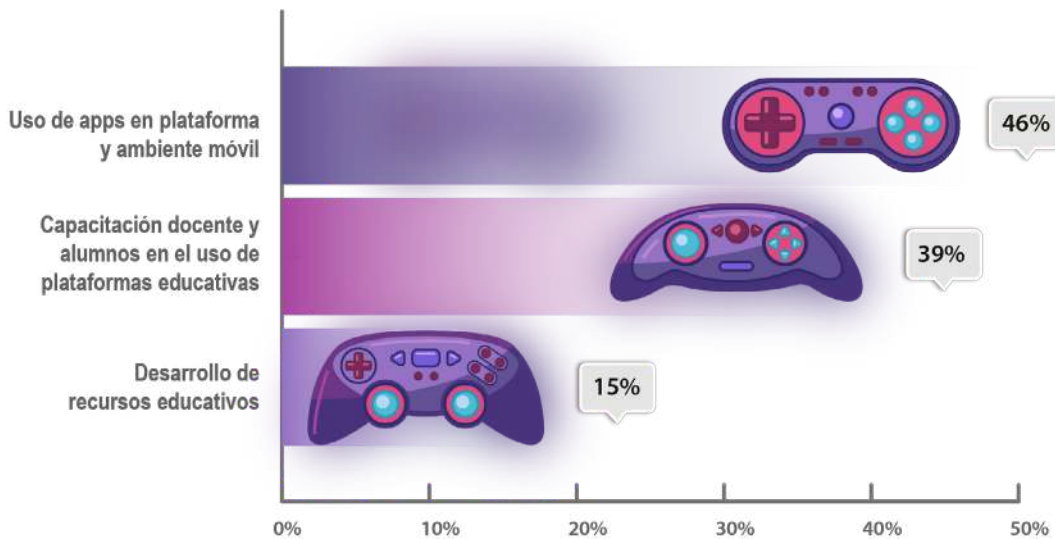 Uso de apps en plataforma
y ambiente móvil
46%
Capacitación docente y
alumnos en el uso de
plataformas educativas
39%
Desarrollo de
recursos educativos
15%
0%
10%
20%
30%
40%
50%